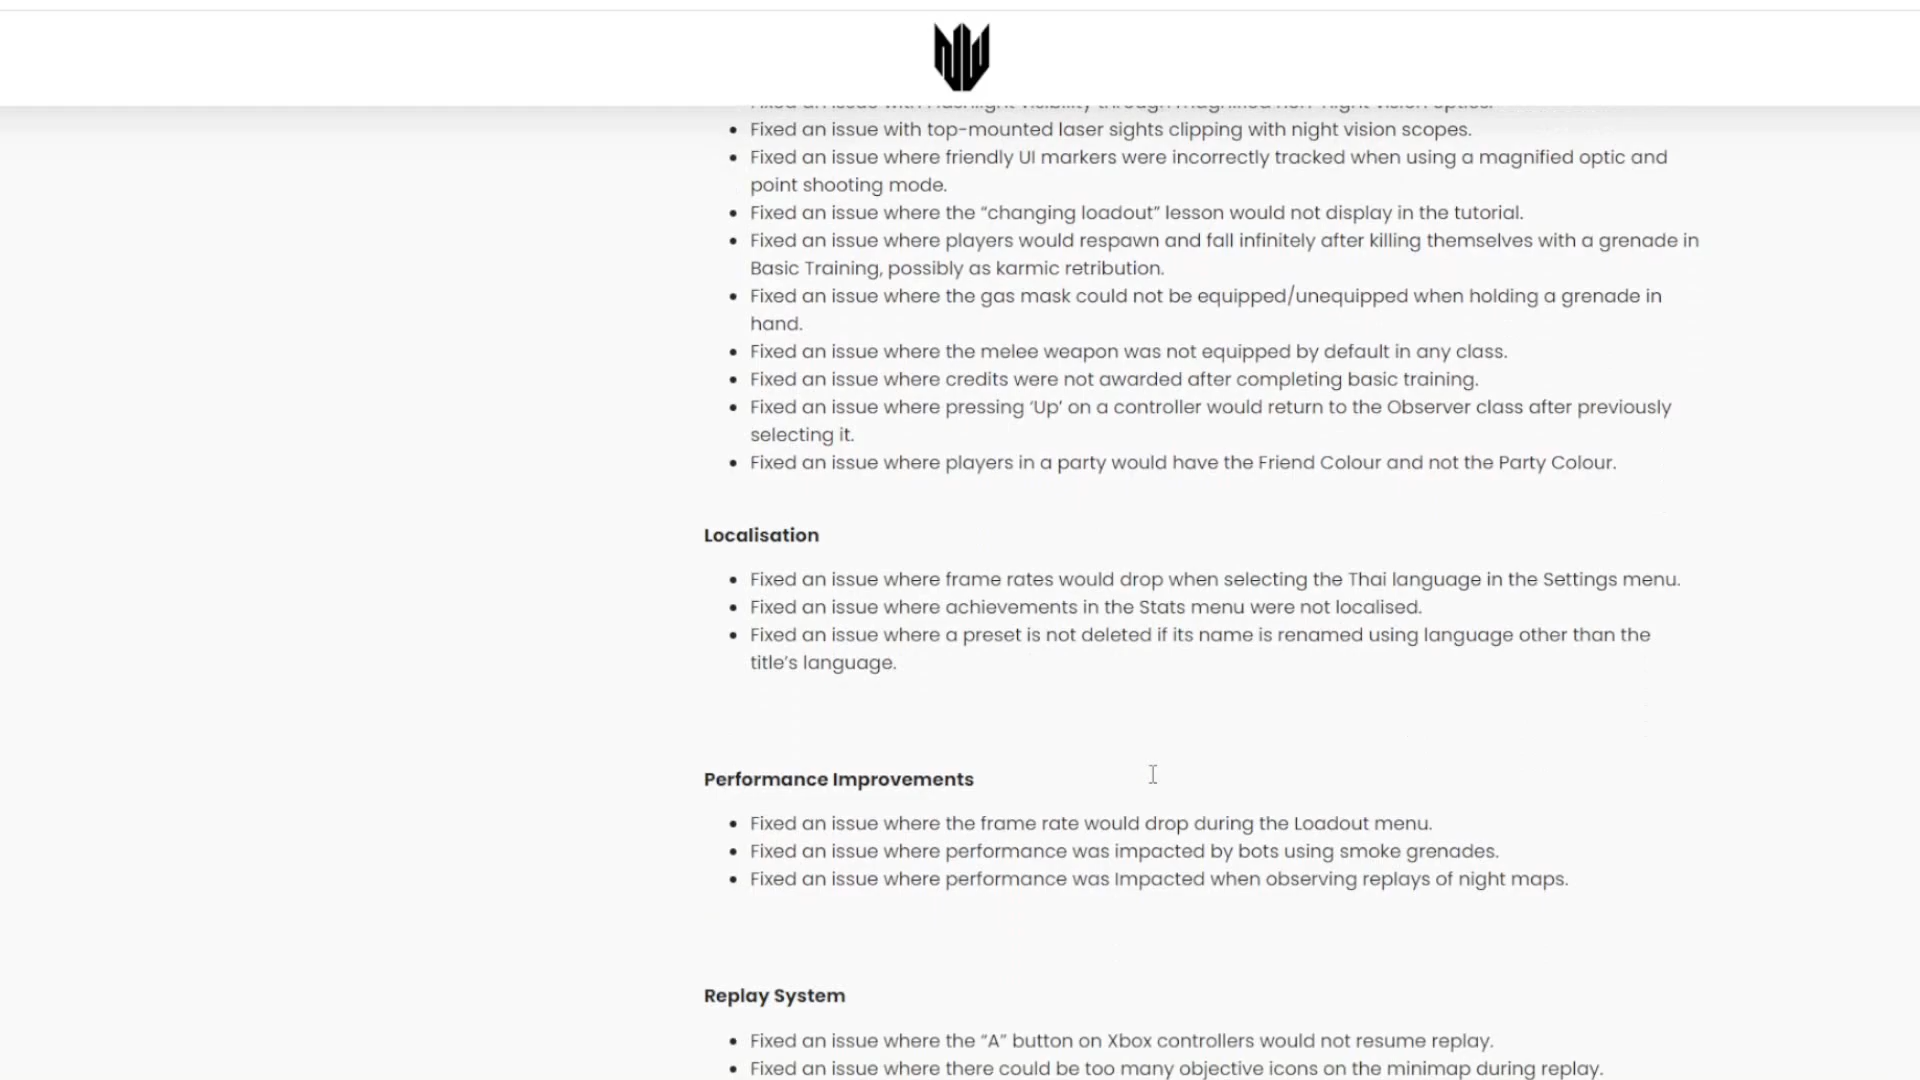 • Fixed an issue with top-mounted laser sights clipping with night vision scopes.
• Fixed an issue where friendly UI markers were incorrectly tracked when using a magnified optic and
point shooting mode.
• Fixed an issue where the “changing loadout” lesson would not display in the tutorial.
• Fixed an issue where players would respawn and fall infinitely after killing themselves with a grenade in
Basic Training, possibly as karmic retribution.
• Fixed an issue where the gas mask could not be equipped/unequipped when holding a grenade in
hand.
• Fixed an issue where the melee weapon was not equipped by default in any class.
• Fixed an issue where credits were not awarded after completing basic training.
• Fixed an issue where pressing ‘Up’ on a controller would return to the Observer class after previously
selecting it.
• Fixed an issue where players in a party would have the Friend Colour and not the Party Colour.
Localisation
• Fixed an issue where frame rates would drop when selecting the Thai language in the Settings menu.
• Fixed an issue where achievements in the Stats menu were not localised.
• Fixed an issue where a preset is not deleted if its name is renamed using language other than the
title’s language.
Performance Improvements
• Fixed an issue where the frame rate would drop during the Loadout menu.
• Fixed an issue where performance was impacted by bots using smoke grenades.
• Fixed an issue where performance was Impacted when observing replays of night maps.
Replay System
• Fixed an issue where the “A” button on Xbox controllers would not resume replay.
• Fixed an issue where there could be too many objective icons on the minimap during replay.